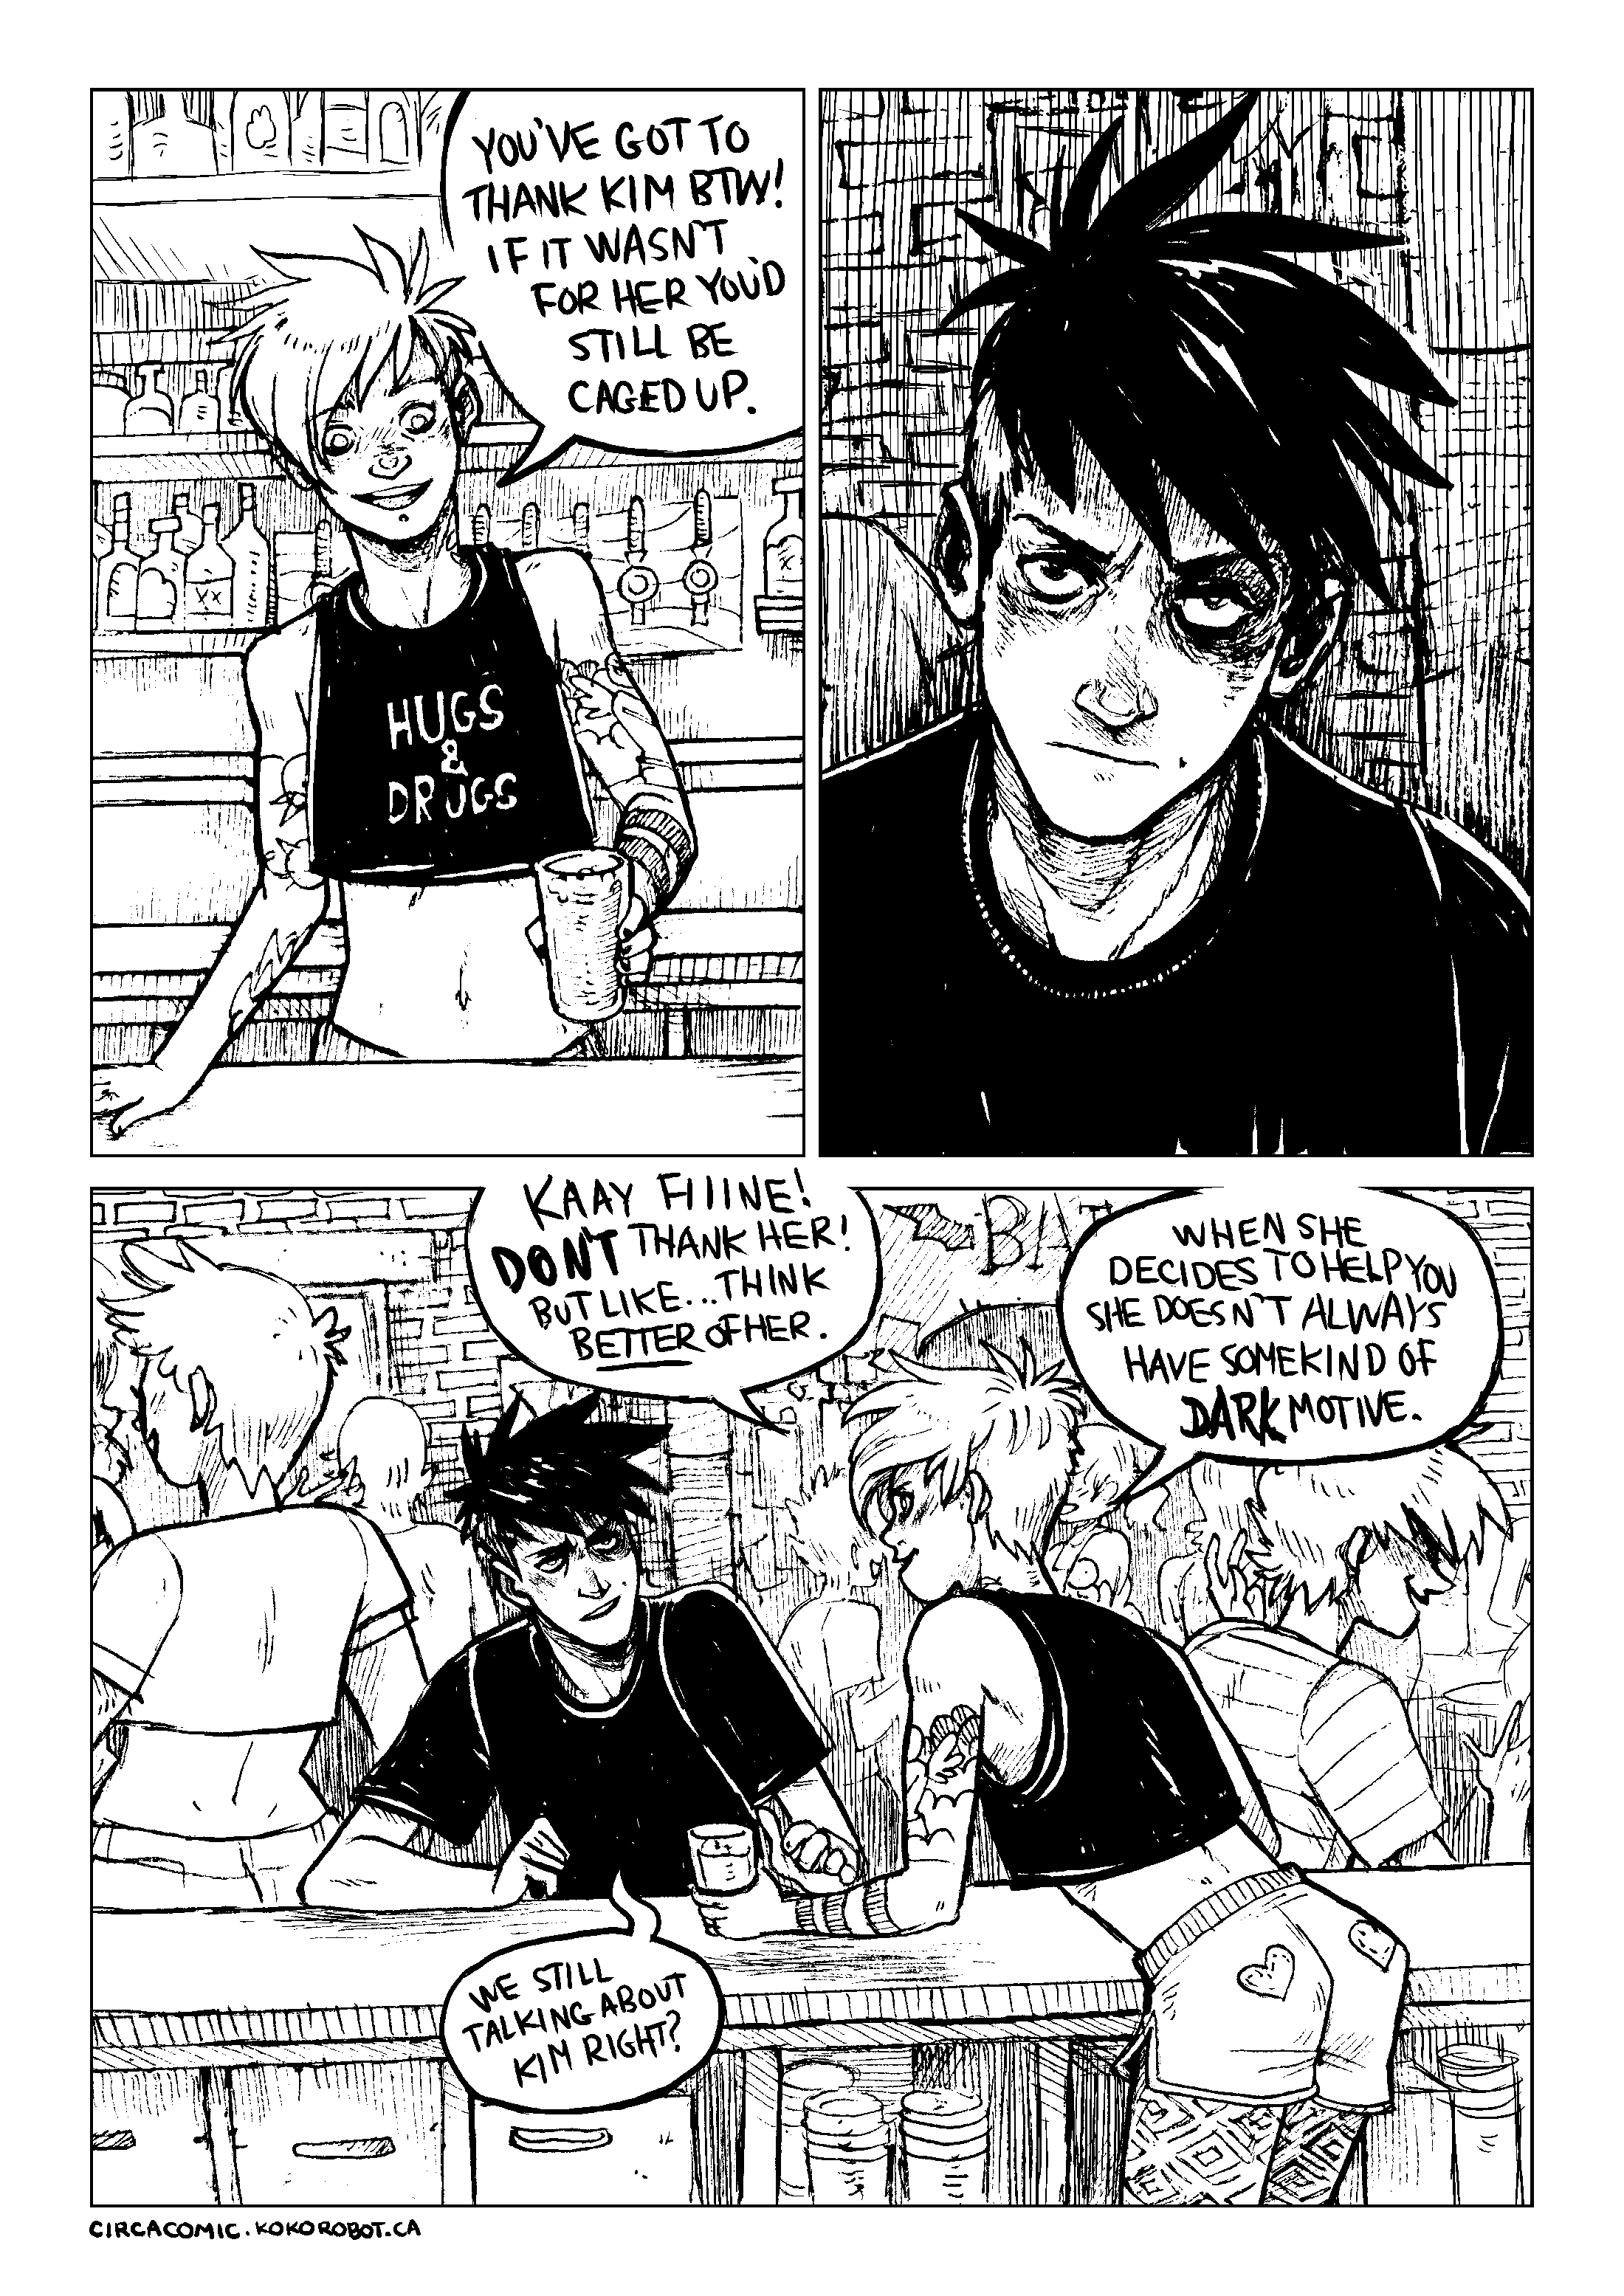 YOU'VE GOT TO
THANK KIM BTW!
IF IT WASN'T
FOR HER YOU'D
STILL BE
CAGED UP.
HUGS
&
DRUGS
XX
X
KAAY FIIINE!
DON'T THANK HER!
BUT LIKE... THINK
BETTER OF HER.
BAT
WHEN SHE
DECIDES TO HELP YOU
SHE DOESN'T ALWAYS
HAVE SOMEKIND OF
DARK MOTIVE.
WE STILL
TALKING ABOUT
KIM RIGHT?
CIRCACOMIC.KOKOROBOT.CA